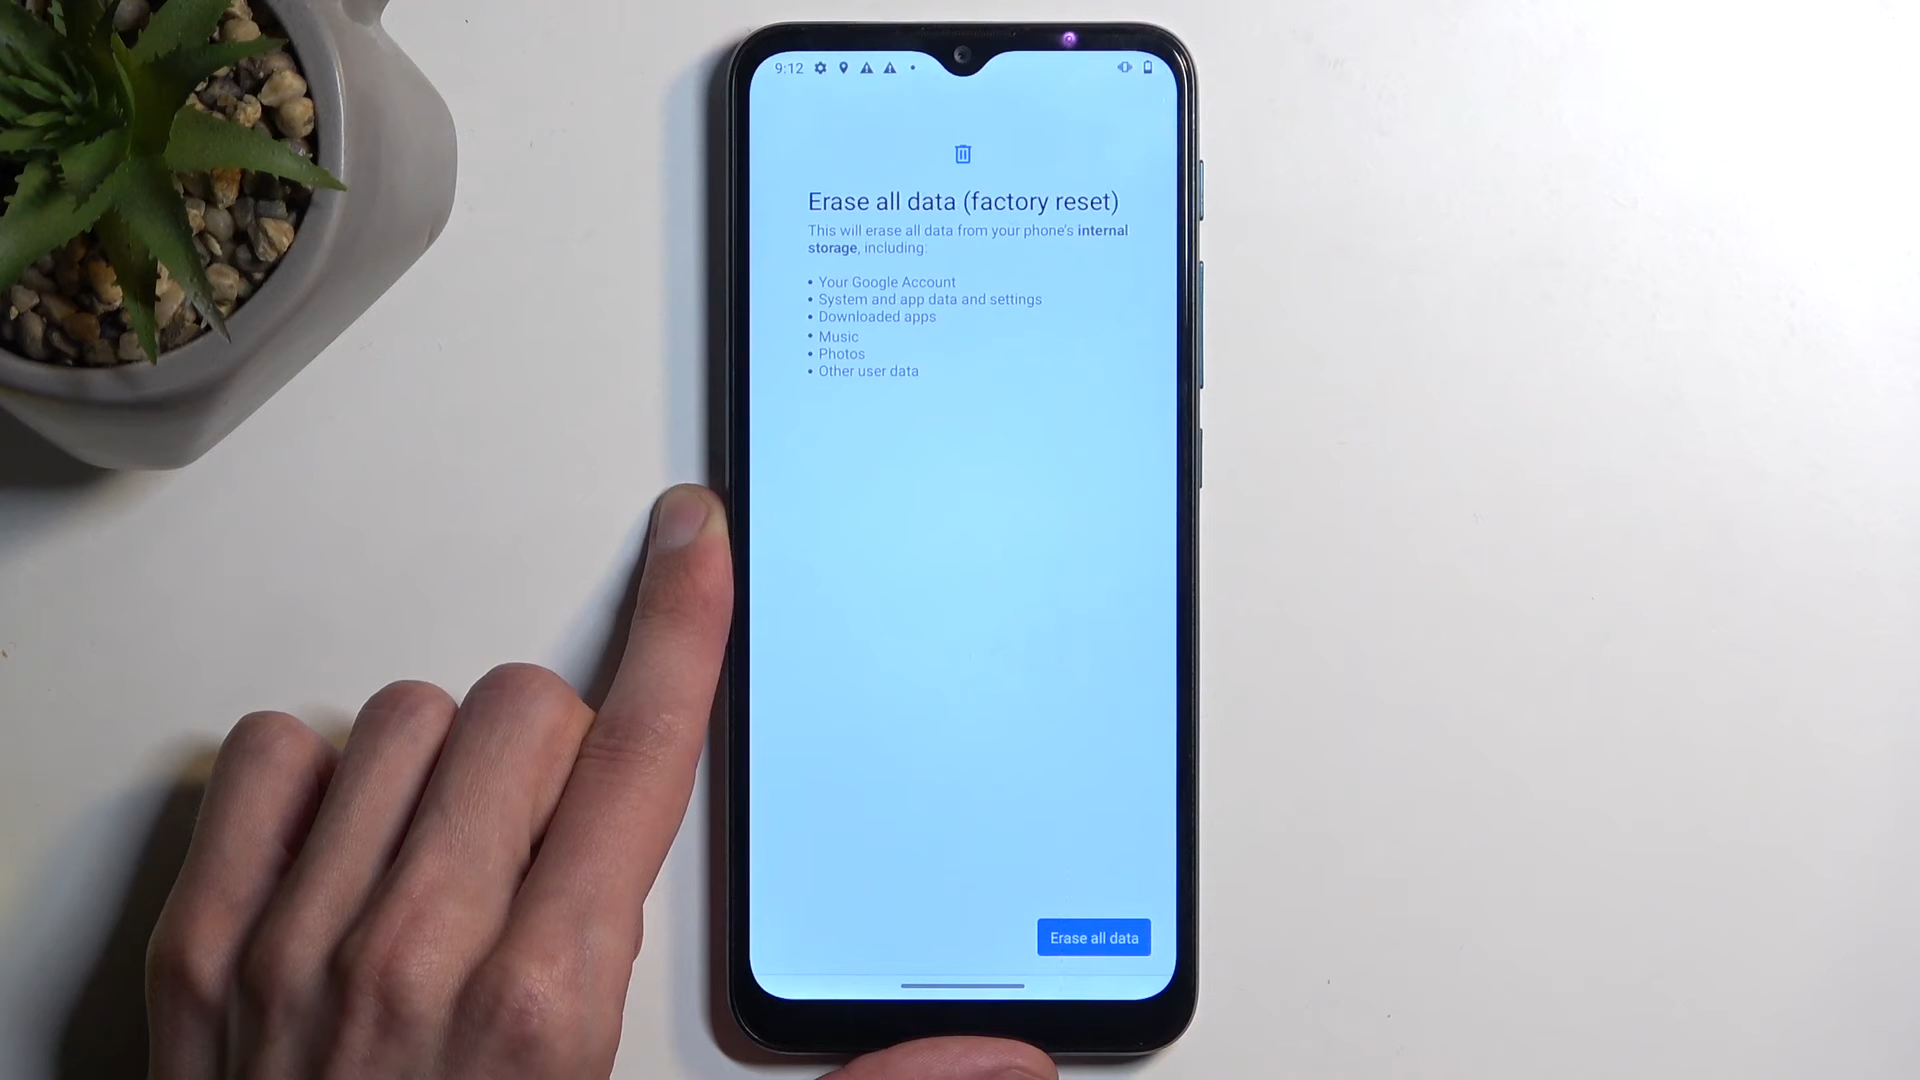 9:12
Erase all data (factory reset)
This will erase all data from your phone's internal
storage, including:
• Your Google Account
• System and app data and settings
• Downloaded apps
• Music
• Photos
• Other user data
Erase all data